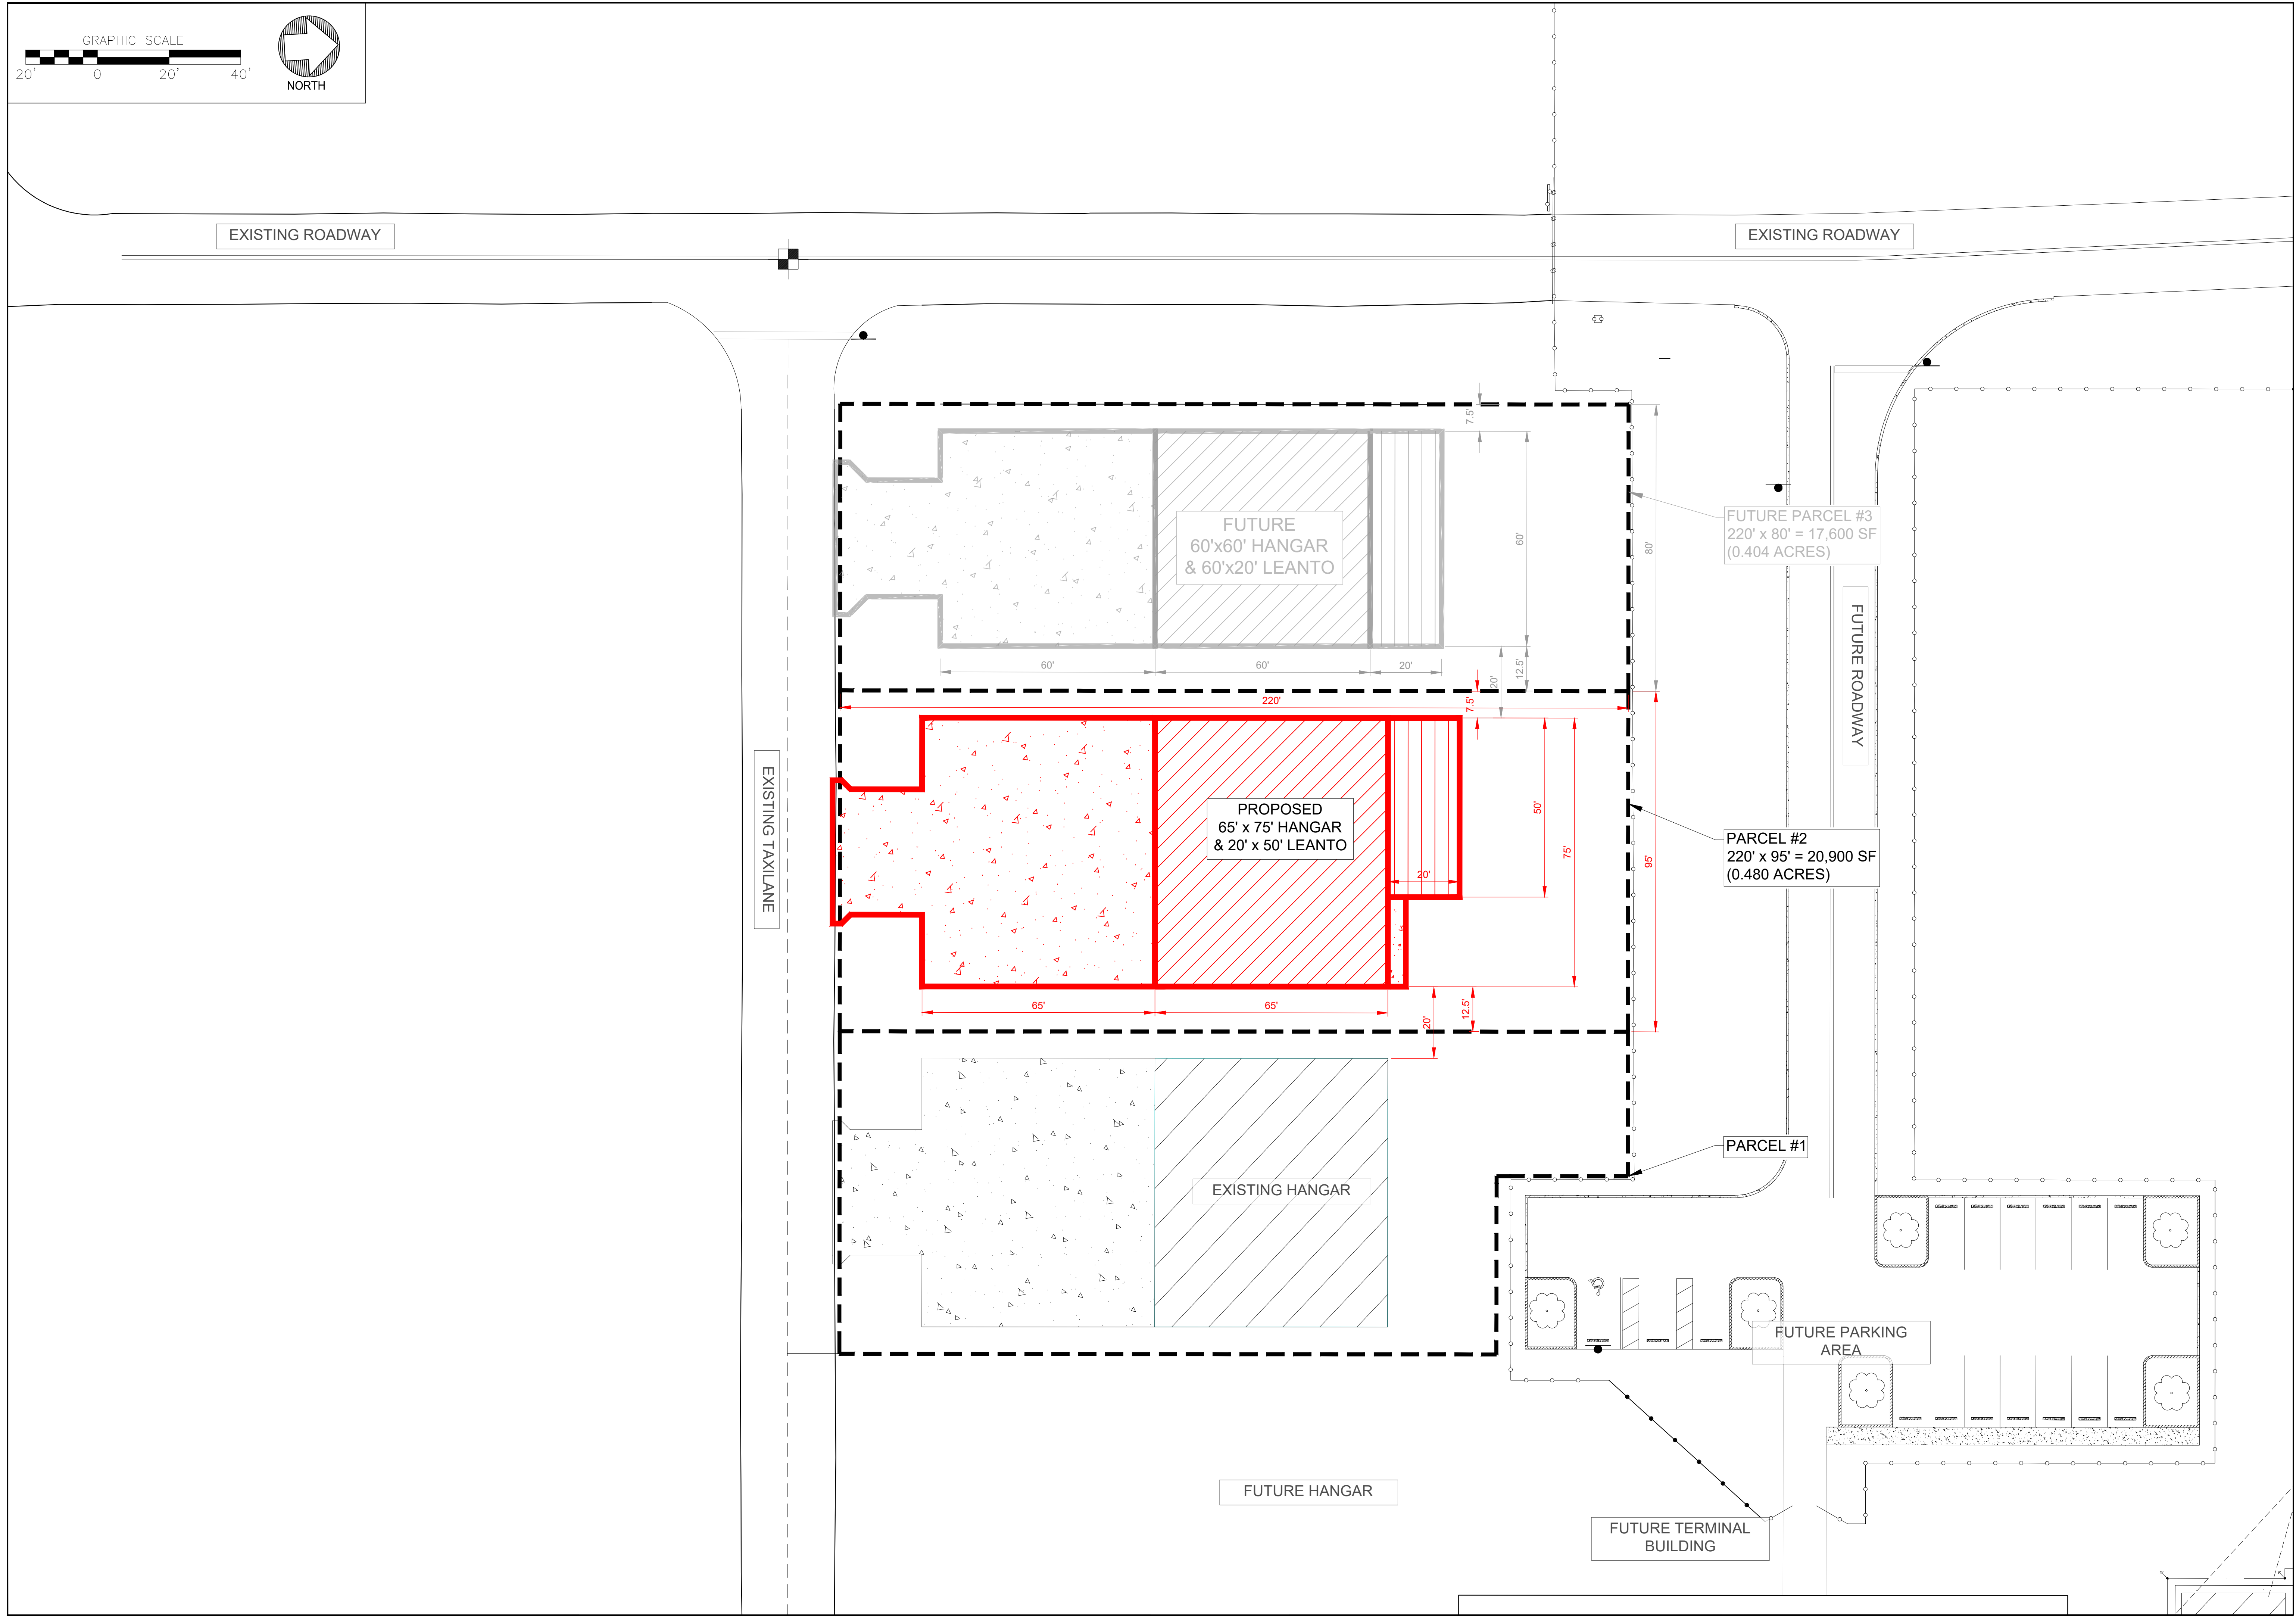 GRAPHIC SCALE
20' 0 20' 40'
NORTH
EXISTING ROADWAY
EXISTING ROADWAY
7.5'
FUTURE
60'x60' HANGAR
& 60'x20' LEANTO
60'
80'
FUTURE PARCEL #3
220' x 80' = 17,600 SF
(0.404 ACRES)
FUTURE ROADWAY
60'
60'
20'
12.5'
20'
220'
7.5'
EXISTING TAXILANE
PROPOSED
65' x 75' HANGAR
& 20' x 50' LEANTO
50'
75'
95'
20'
PARCEL #2
220' x 95' = 20,900 SF
(0.480 ACRES)
65'
65'
20'
12.5'
PARCEL #1
EXISTING HANGAR
FUTURE PARKING
AREA
FUTURE HANGAR
FUTURE TERMINAL
BUILDING